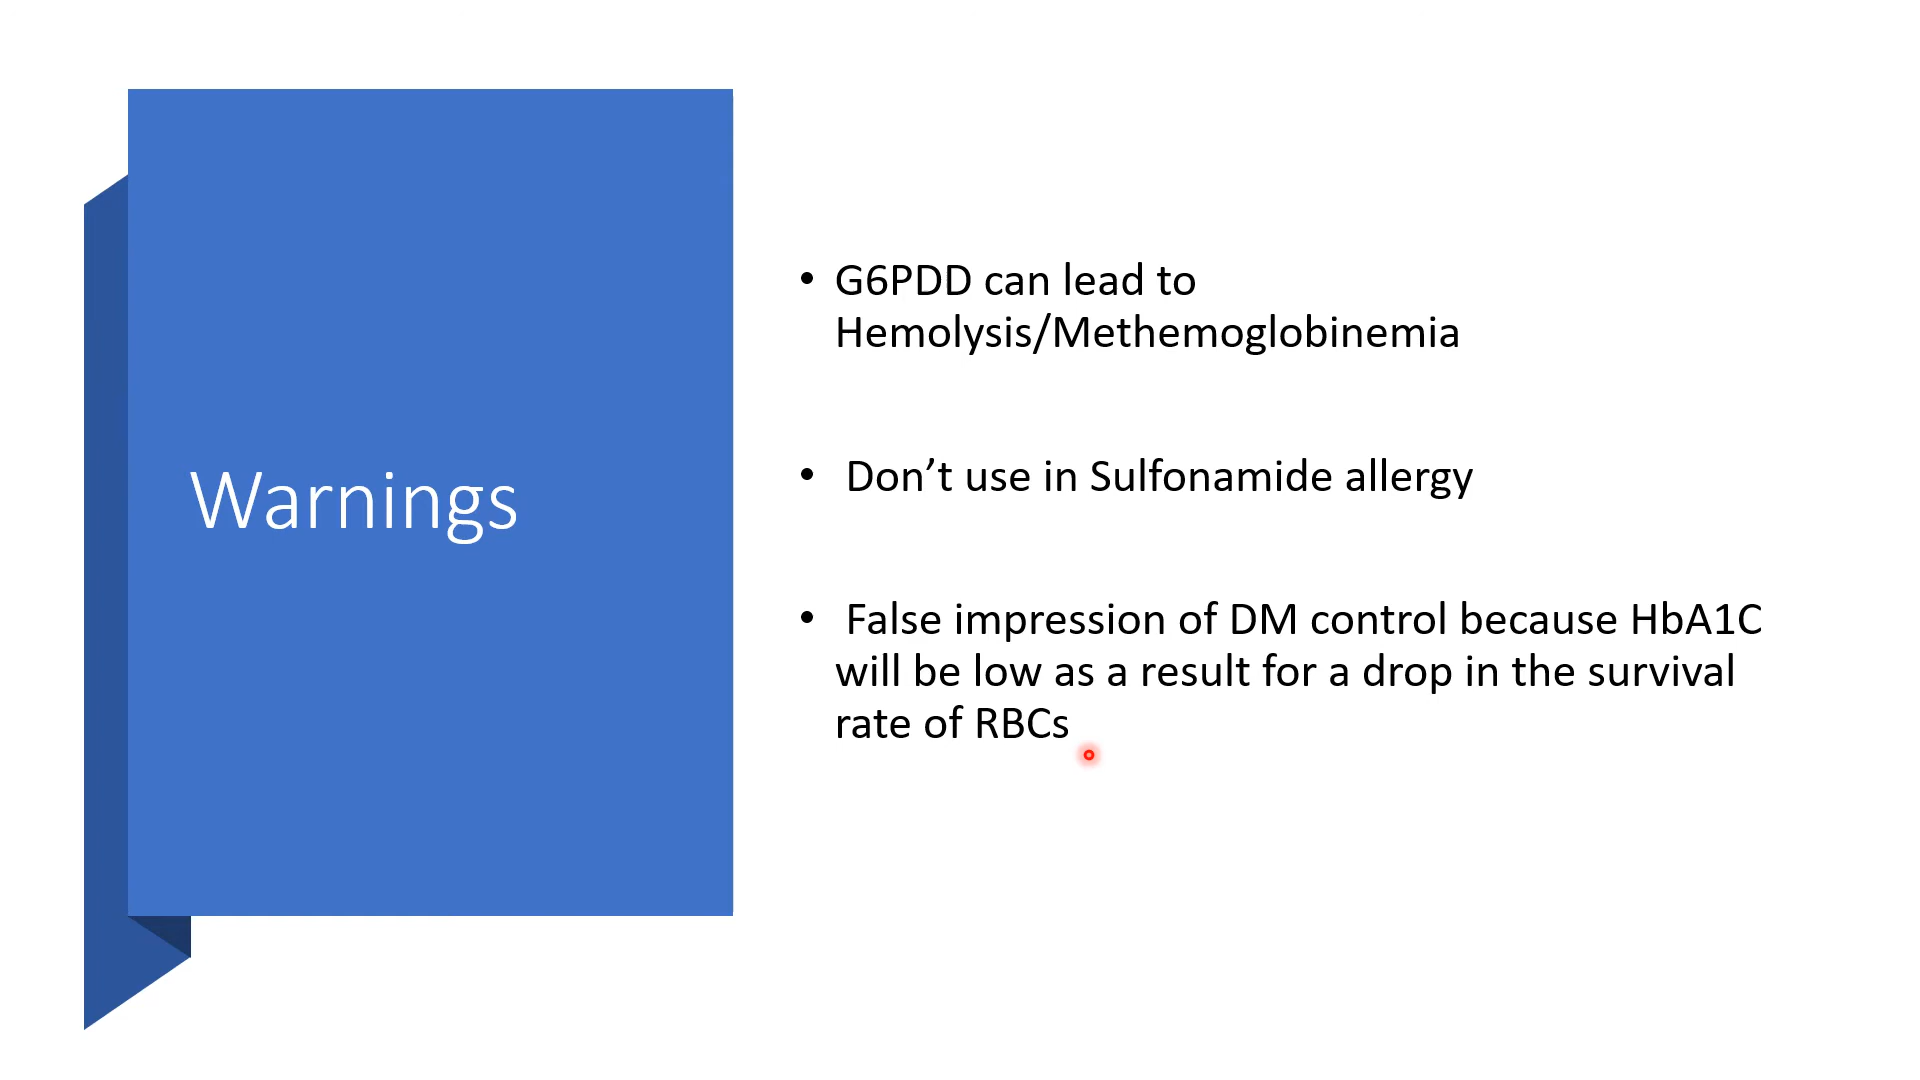 Warnings
• G6PDD can lead to
Hemolysis/Methemoglobinemia
• Don’t use in Sulfonamide allergy
• False impression of DM control because HbA1C
will be low as a result for a drop in the survival
rate of RBCs